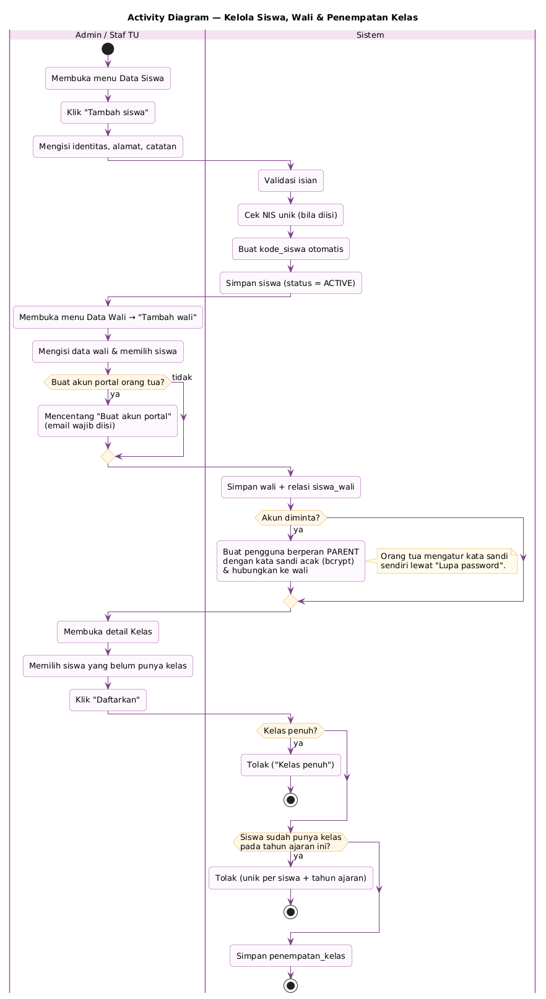 Activity Diagram — Kelola Siswa, Wali & Penempatan Kelas
Admin / Staf TU
Sistem
Membuka menu Data Siswa
Klik "Tambah siswa"
Mengisi identitas, alamat, catatan
Validasi isian
Cek NIS unik (bila diisi)
Buat kode_siswa otomatis
Simpan siswa (status = ACTIVE)
Membuka menu Data Wali → "Tambah wali"
Mengisi data wali & memilih siswa
Buat akun portal orang tua?
tidak
ya
Mencentang "Buat akun portal"
(email wajib diisi)
Simpan wali + relasi siswa_wali
Akun diminta?
ya
Buat pengguna berperan PARENT
dengan kata sandi acak (bcrypt)
& hubungkan ke wali
Orang tua mengatur kata sandi
sendiri lewat "Lupa password".
Membuka detail Kelas
Memilih siswa yang belum punya kelas
Klik "Daftarkan"
Kelas penuh?
ya
Tolak ("Kelas penuh")
Siswa sudah punya kelas
pada tahun ajaran ini?
ya
Tolak (unik per siswa + tahun ajaran)
Simpan penempatan_kelas